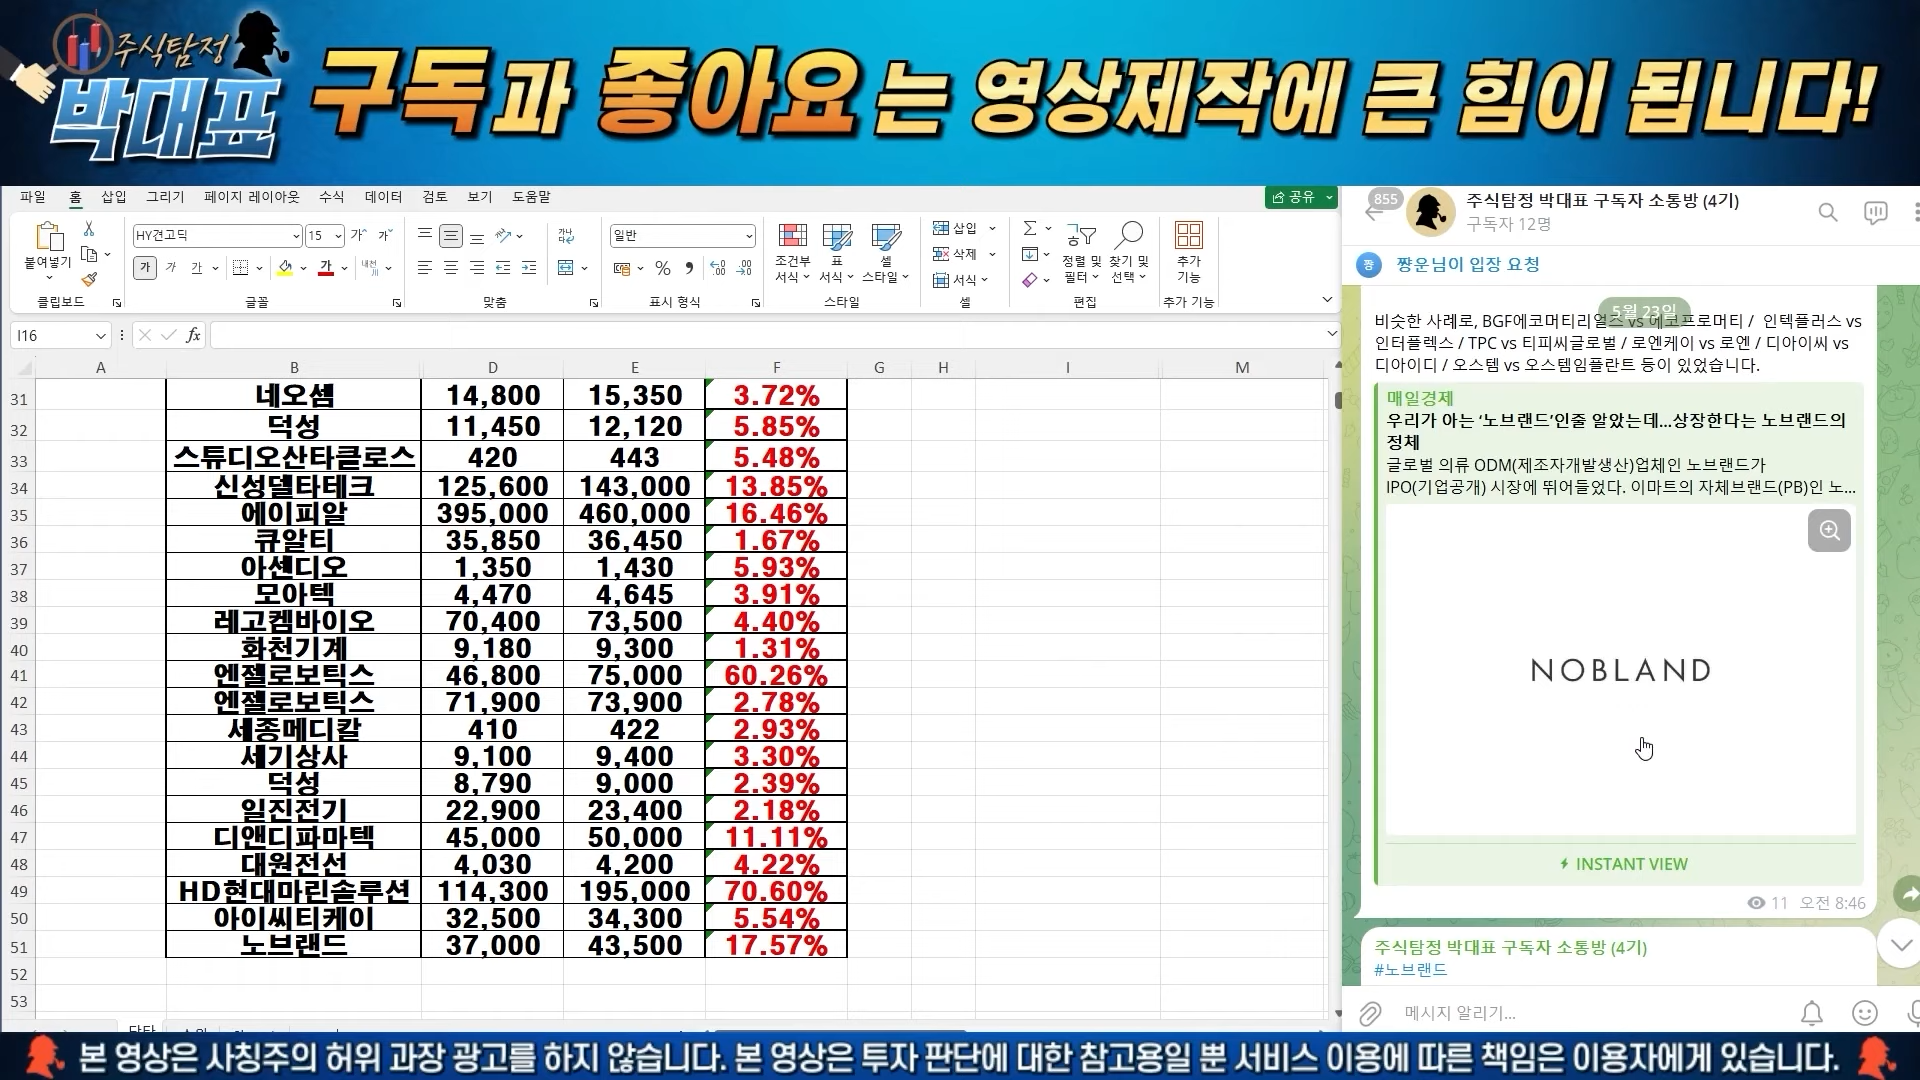 주식탐정
박대표
구독과 좋아요는 영상제작에 큰 힘이 됩니다!
파일 홈 삽입 그리기 페이지 레이아웃 수식 데이터 검토 보기 도움말
공유
붙여넣기
클립보드
HY견고딕 15 가 가
가 가 가 가 내천
글꼴
가나다
맞춤
일반
% ,
표시 형식
조건부 서식
표 서식
셀 스타일
스타일
삽입
삭제
서식
셀
정렬 및 필터
찾기 및 선택
편집
추가 기능
추가 기능
I16 fx
A B D E F G H I M
31 네오셈 14,800 15,350 3.72%
32 덕성 11,450 12,120 5.85%
33 스튜디오산타클로스 420 443 5.48%
34 신성델타테크 125,600 143,000 13.85%
35 에이피알 395,000 460,000 16.46%
36 큐알티 35,850 36,450 1.67%
37 아센디오 1,350 1,430 5.93%
38 모아텍 4,470 4,645 3.91%
39 레고켐바이오 70,400 73,500 4.40%
40 화천기계 9,180 9,300 1.31%
41 엔젤로보틱스 46,800 75,000 60.26%
42 엔젤로보틱스 71,900 73,900 2.78%
43 세종메디칼 410 422 2.93%
44 세기상사 9,100 9,400 3.30%
45 덕성 8,790 9,000 2.39%
46 일진전기 22,900 23,400 2.18%
47 디앤디파마텍 45,000 50,000 11.11%
48 대원전선 4,030 4,200 4.22%
49 HD현대마린솔루션 114,300 195,000 70.60%
50 아이씨티케이 32,500 34,300 5.54%
51 노브랜드 37,000 43,500 17.57%
52
53
855
주식탐정 박대표 구독자 소통방 (4기)
구독자 12명
짱 짱운님이 입장 요청
5월 23일
비슷한 사례로, BGF에코머티리얼즈 vs 에코프로머티 / 인텍플러스 vs
인터플렉스 / TPC vs 티피씨글로벌 / 로엔케이 vs 로엔 / 디아이씨 vs
디아이디 / 오스템 vs 오스템임플란트 등이 있었습니다.
매일경제
우리가 아는 ‘노브랜드’인줄 알았는데...상장한다는 노브랜드의
정체
글로벌 의류 ODM(제조자개발생산)업체인 노브랜드가
IPO(기업공개) 시장에 뛰어들었다. 이마트의 자체브랜드(PB)인 노...
NOBLAND
INSTANT VIEW
11 오전 8:46
주식탐정 박대표 구독자 소통방 (4기)
#노브랜드
메시지 알리기...
본 영상은 사칭주의 허위 과장 광고를 하지 않습니다. 본 영상은 투자 판단에 대한 참고용일 뿐 서비스 이용에 따른 책임은 이용자에게 있습니다.